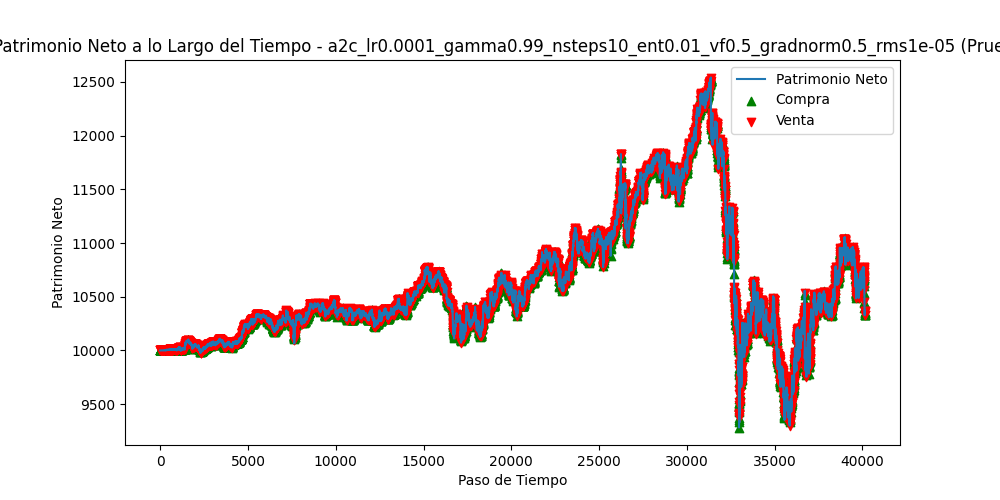 Patrimonio Neto a lo Largo del Tiempo - a2c_lr0.0001_gamma0.99_nsteps10_ent0.01_vf0.5_gradnorm0.5_rms1e-05 (Prue
Patrimonio Neto
Compra
Venta
12500
12000
11500
11000
10500
10000
9500
Patrimonio Neto
0 5000 10000 15000 20000 25000 30000 35000 40000
Paso de Tiempo